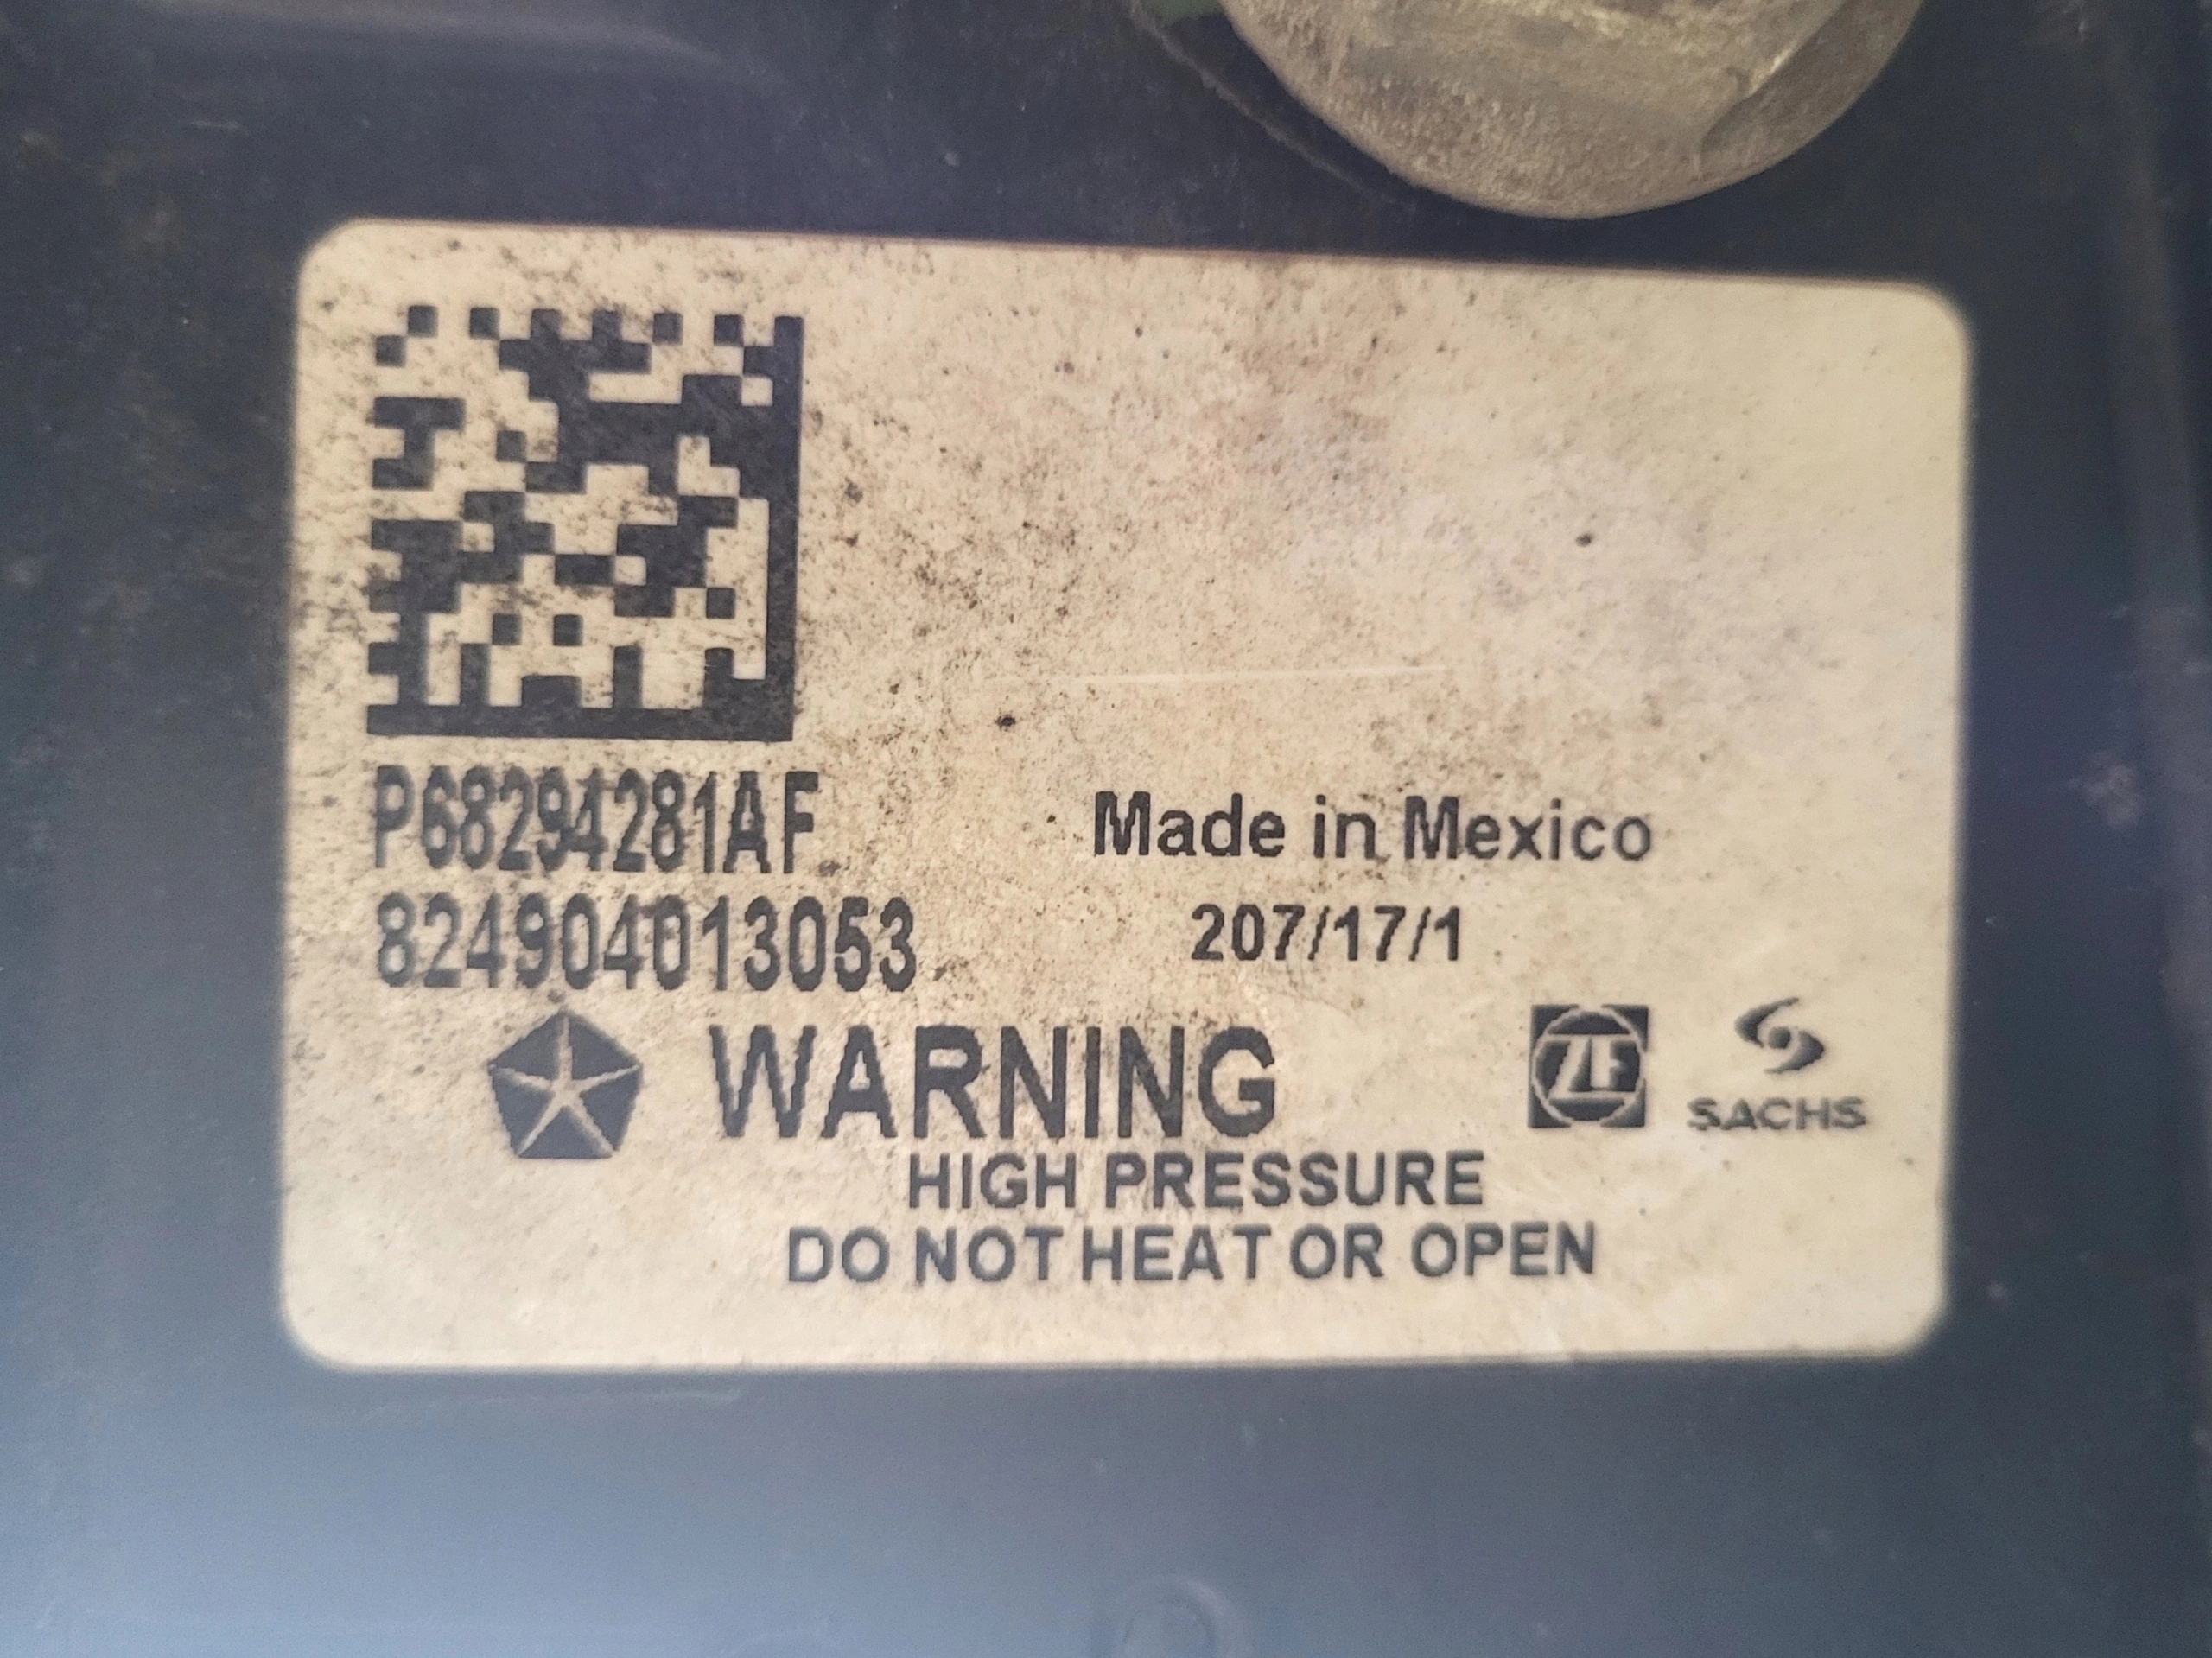 P68294281AF
Made in Mexico
824904013053
207/17/1
WARNING
ZF
SACHS
HIGH PRESSURE
DO NOT HEAT OR OPEN